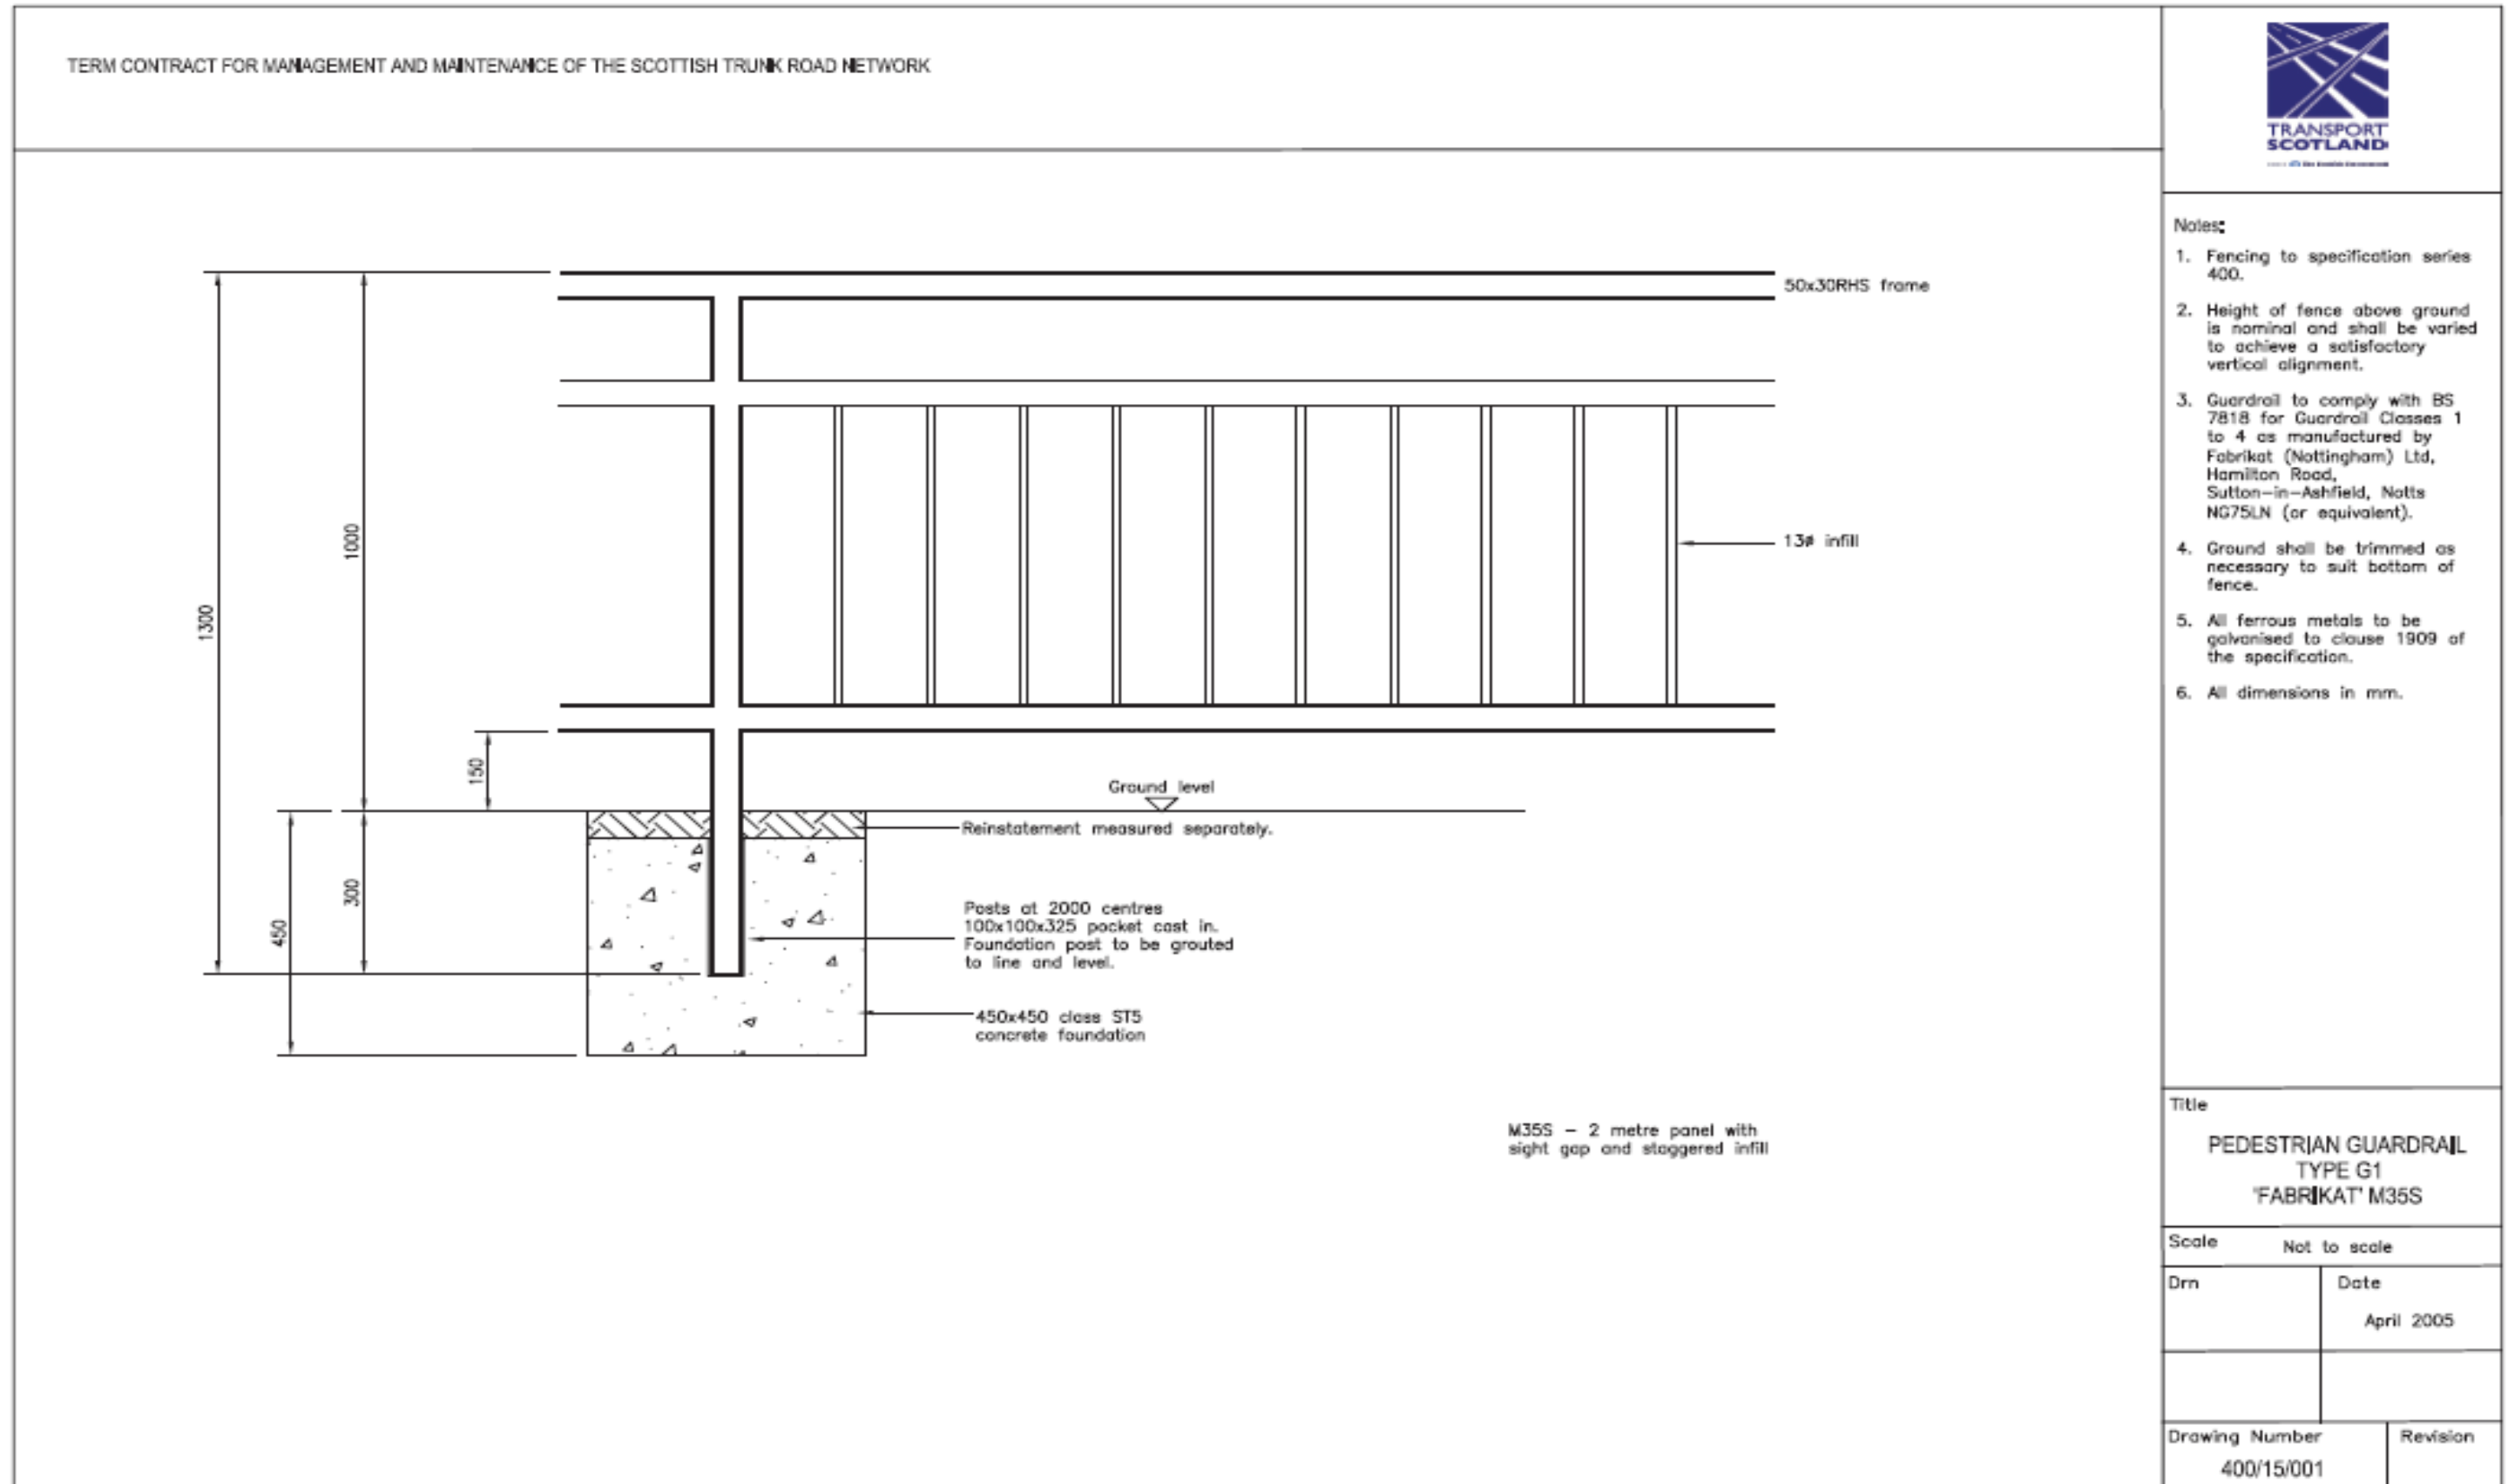 TERM CONTRACT FOR MANAGEMENT AND MAINTENANCE OF THE SCOTTISH TRUNK ROAD NETWORK
TRANSPORT
SCOTLAND
Notes:
1. Fencing to specification series
400.
2. Height of fence above ground
is nominal and shall be varied
to achieve a satisfactory
vertical alignment.
3. Guardrail to comply with BS
7818 for Guardrail Classes 1
to 4 as manufactured by
Fabrikat (Nottingham) Ltd,
Hamilton Road,
Sutton-in-Ashfield, Notts
NG75LN (or equivalent).
4. Ground shall be trimmed as
necessary to suit bottom of
fence.
5. All ferrous metals to be
galvanised to clause 1909 of
the specification.
6. All dimensions in mm.
50x30RHS frame
13ø infill
1000
1300
150
300
450
Ground level
Reinstatement measured separately.
Posts at 2000 centres
100x100x325 pocket cast in.
Foundation post to be grouted
to line and level.
450x450 class ST5
concrete foundation
M35S - 2 metre panel with
sight gap and staggered infill
Title
PEDESTRIAN GUARDRAIL
TYPE G1
'FABRIKAT' M35S
Scale Not to scale
Drn
Date
April 2005
Drawing Number
400/15/001
Revision